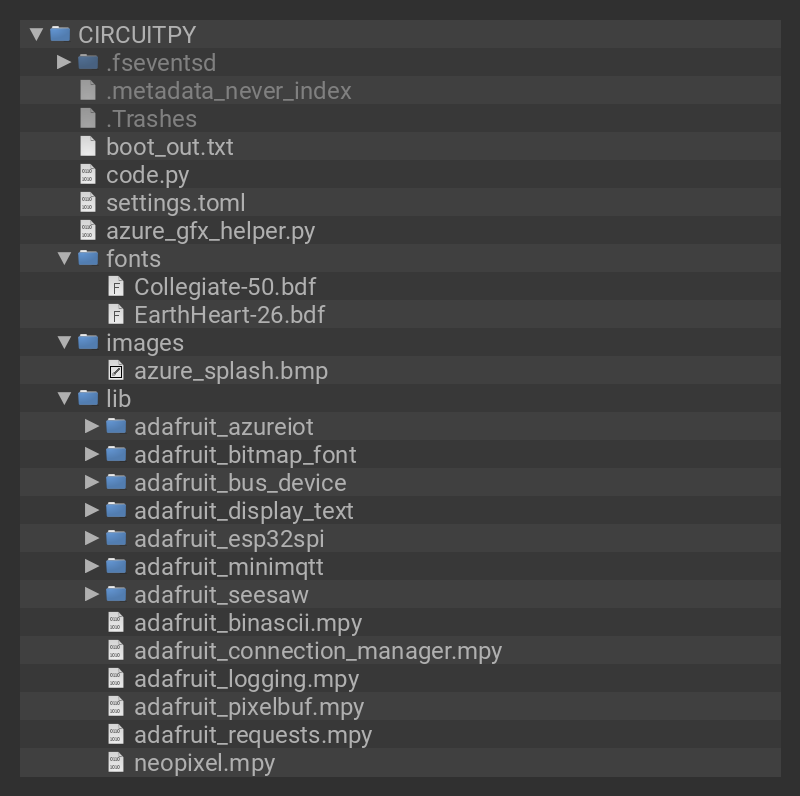 CIRCUITPY
.fseventsd
.metadata_never_index
.Trashes
boot_out.txt
code.py
settings.toml
azure_gfx_helper.py
fonts
Collegiate-50.bdf
EarthHeart-26.bdf
images
azure_splash.bmp
lib
adafruit_azureiot
adafruit_bitmap_font
adafruit_bus_device
adafruit_display_text
adafruit_esp32spi
adafruit_minimqtt
adafruit_seesaw
adafruit_binascii.mpy
adafruit_connection_manager.mpy
adafruit_logging.mpy
adafruit_pixelbuf.mpy
adafruit_requests.mpy
neopixel.mpy